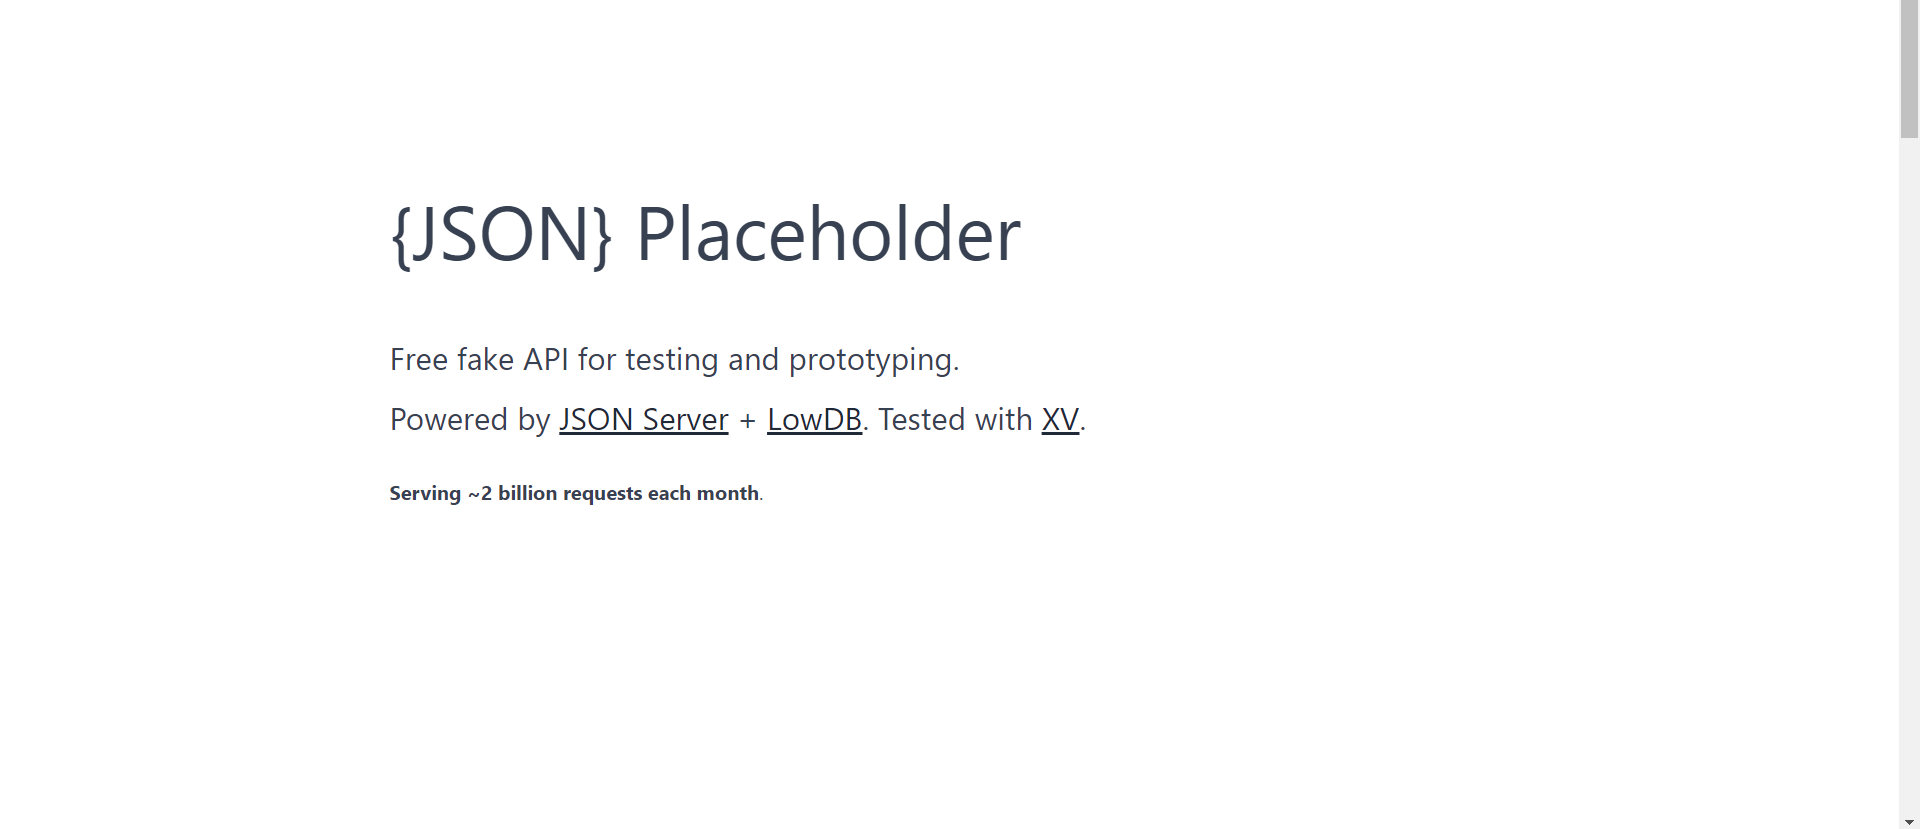 {JSON} Placeholder
Free fake API for testing and prototyping.
Powered by JSON Server + LowDB. Tested with XV.
Serving ~2 billion requests each month.